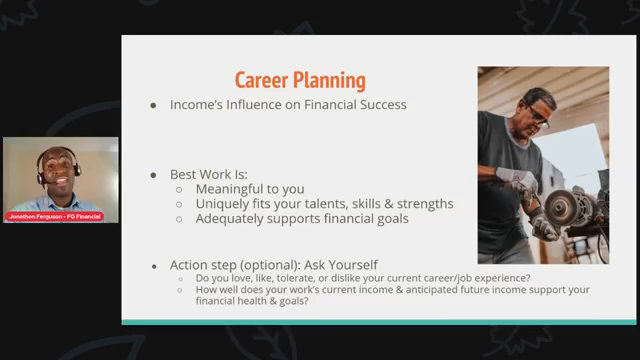 Career Planning
● Income's Influence on Financial Success
● Best Work Is:
○ Meaningful to you
○ Uniquely fits your talents, skills & strengths
○ Adequately supports financial goals
● Action step (optional): Ask Yourself
○ Do you love, like, tolerate, or dislike your current career/job experience?
○ How well does your work's current income & anticipated future income support your
financial health & goals?
Jonathon Ferguson - FG Financial